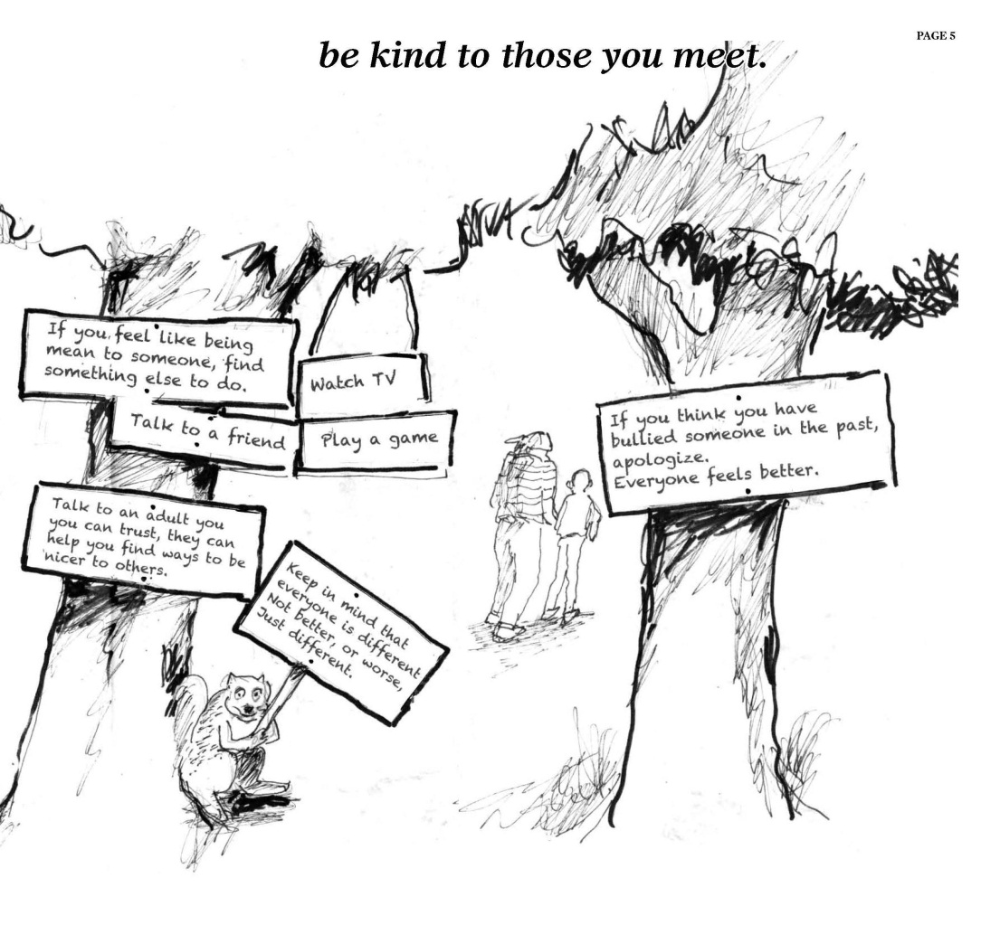 PAGE 5
be kind to those you meet.
If you feel like being
mean to someone, find
something else to do.
Watch TV
Talk to a friend
Play a game
Talk to an adult you
you can trust, they can
help you find ways to be
nicer to others.
Keep in mind that
everyone is different
Not better, or worse,
Just different.
If you think you have
bullied someone in the past,
apologize.
Everyone feels better.